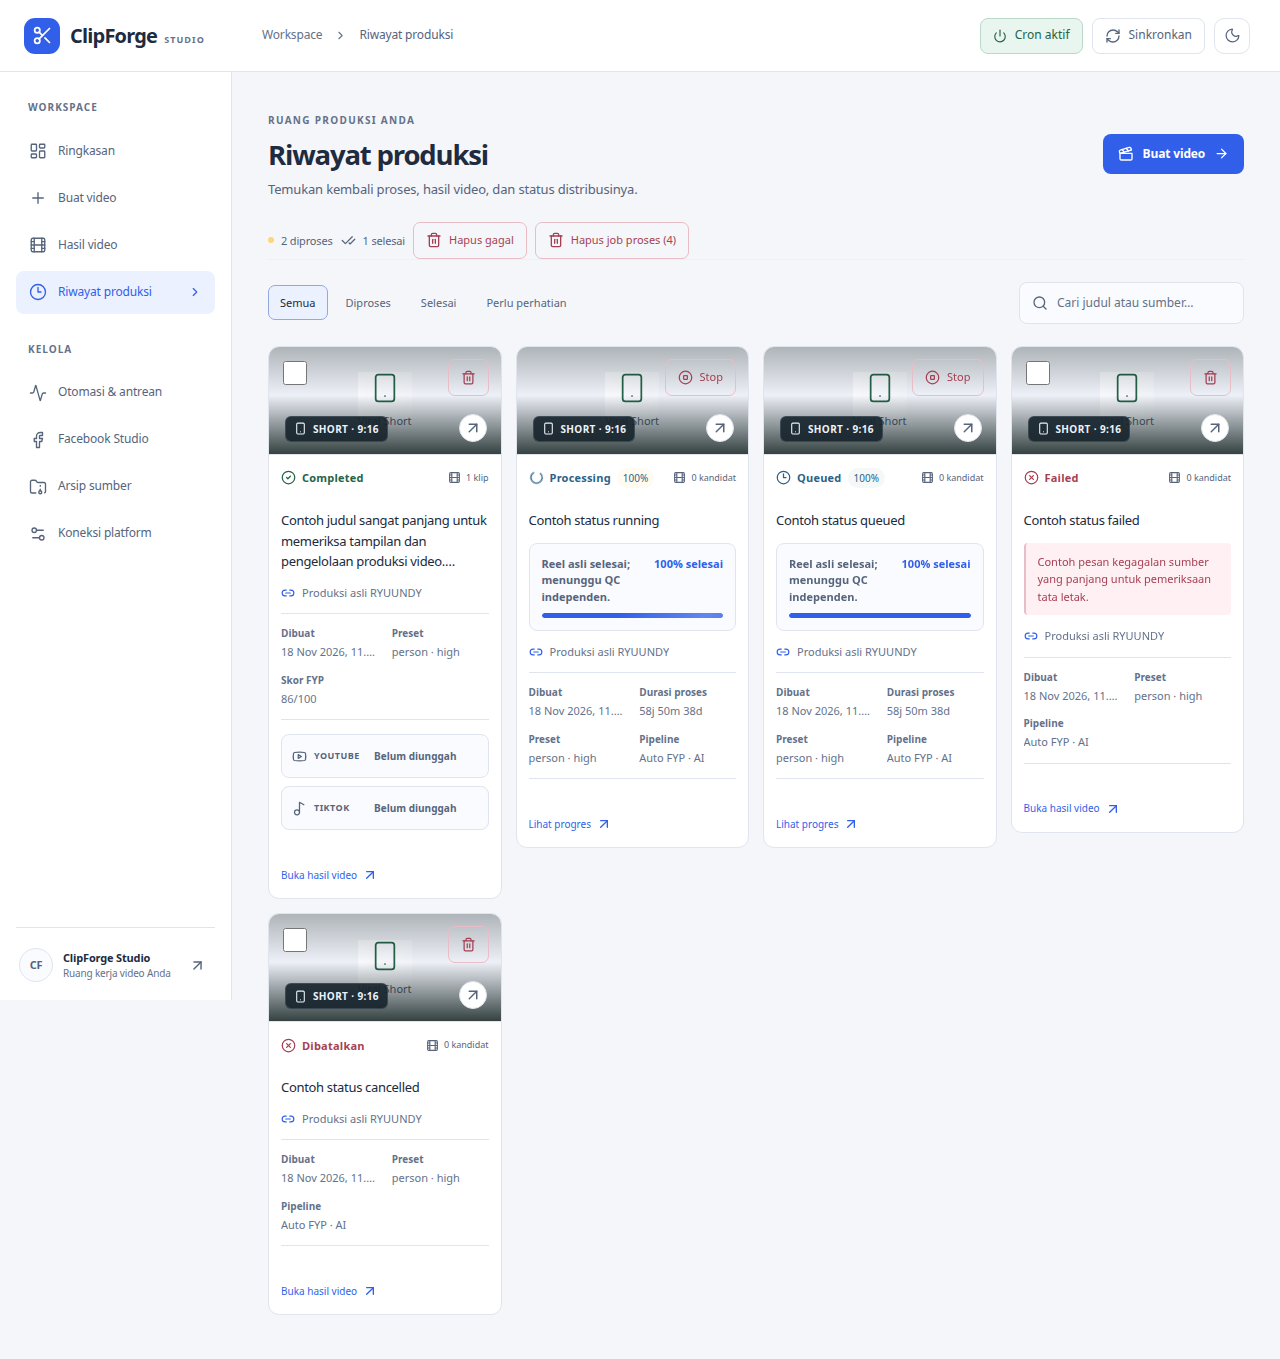 ClipForge STUDIO
Workspace
Riwayat produksi
Cron aktif
Sinkronkan
WORKSPACE
Ringkasan
Buat video
Hasil video
Riwayat produksi
KELOLA
Otomasi & antrean
Facebook Studio
Arsip sumber
Koneksi platform
CF
ClipForge Studio
Ruang kerja video Anda
RUANG PRODUKSI ANDA
Riwayat produksi
Temukan kembali proses, hasil video, dan status distribusinya.
Buat video
2 diproses
1 selesai
Hapus gagal
Hapus job proses (4)
Semua
Diproses
Selesai
Perlu perhatian
Cari judul atau sumber...
Short
SHORT · 9:16
Completed
1 klip
Contoh judul sangat panjang untuk
memeriksa tampilan dan
pengelolaan produksi video....
Produksi asli RYUUNDY
Dibuat
Preset
18 Nov 2026, 11....
person · high
Skor FYP
86/100
YOUTUBE
Belum diunggah
TIKTOK
Belum diunggah
Buka hasil video
Stop
Short
SHORT · 9:16
Processing
100%
0 kandidat
Contoh status running
Reel asli selesai;
menunggu QC
independen.
100% selesai
Produksi asli RYUUNDY
Dibuat
Durasi proses
18 Nov 2026, 11....
58j 50m 38d
Preset
Pipeline
person · high
Auto FYP · AI
Lihat progres
Stop
Short
SHORT · 9:16
Queued
100%
0 kandidat
Contoh status queued
Reel asli selesai;
menunggu QC
independen.
100% selesai
Produksi asli RYUUNDY
Dibuat
Durasi proses
18 Nov 2026, 11....
58j 50m 38d
Preset
Pipeline
person · high
Auto FYP · AI
Lihat progres
Short
SHORT · 9:16
Failed
0 kandidat
Contoh status failed
Contoh pesan kegagalan sumber
yang panjang untuk pemeriksaan
tata letak.
Produksi asli RYUUNDY
Dibuat
Preset
18 Nov 2026, 11....
person · high
Pipeline
Auto FYP · AI
Buka hasil video
Short
SHORT · 9:16
Dibatalkan
0 kandidat
Contoh status cancelled
Produksi asli RYUUNDY
Dibuat
Preset
18 Nov 2026, 11....
person · high
Pipeline
Auto FYP · AI
Buka hasil video